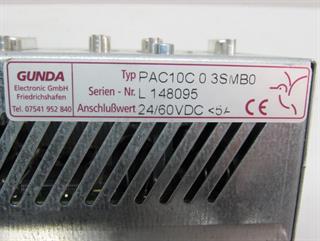 GUNDA
Electronic GmbH
Friedrichshafen
Tel. 07541 952 840
Typ PAC10C 0 3SMB0
Serien - Nr. L 148095
Anschlußwert 24/60VDC <5A
CE